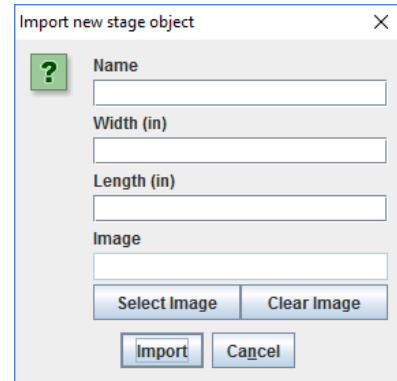 Import new stage object
?
Name
Width (in)
Length (in)
Image
Select Image Clear Image
Import Cancel